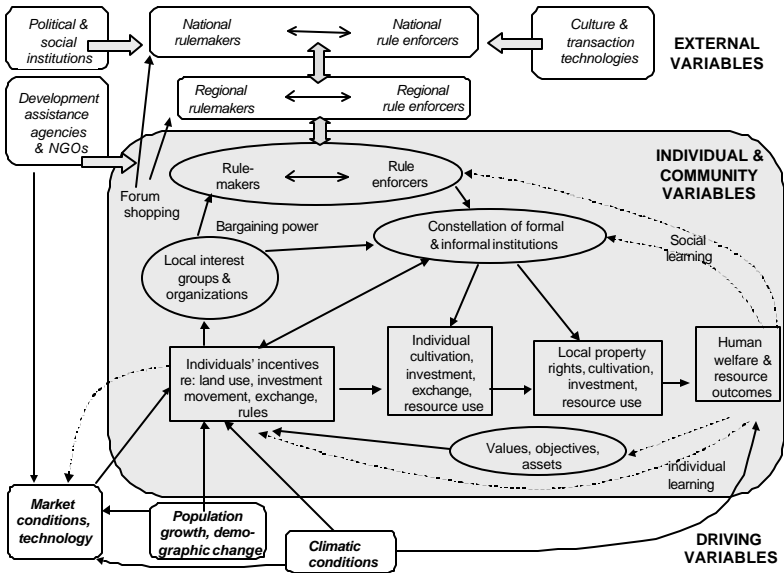 Political &
social
institutions
National
rulemakers
National
rule enforcers
Culture &
transaction
technologies
EXTERNAL
VARIABLES
Development
assistance
agencies
& NGOs
Regional
rulemakers
Regional
rule enforcers
INDIVIDUAL &
COMMUNITY
VARIABLES
Rule-
makers
Rule
enforcers
Forum
shopping
Bargaining power
Constellation of formal
& informal institutions
Social
learning
Local interest
groups &
organizations
Individuals' incentives
re: land use, investment
movement, exchange,
rules
Individual
cultivation,
investment,
exchange,
resource use
Local property
rights, cultivation,
investment,
resource use
Human
welfare &
resource
outcomes
Values, objectives,
assets
individual
learning
Market
conditions,
technology
Population
growth, demo-
graphic change
Climatic
conditions
DRIVING
VARIABLES